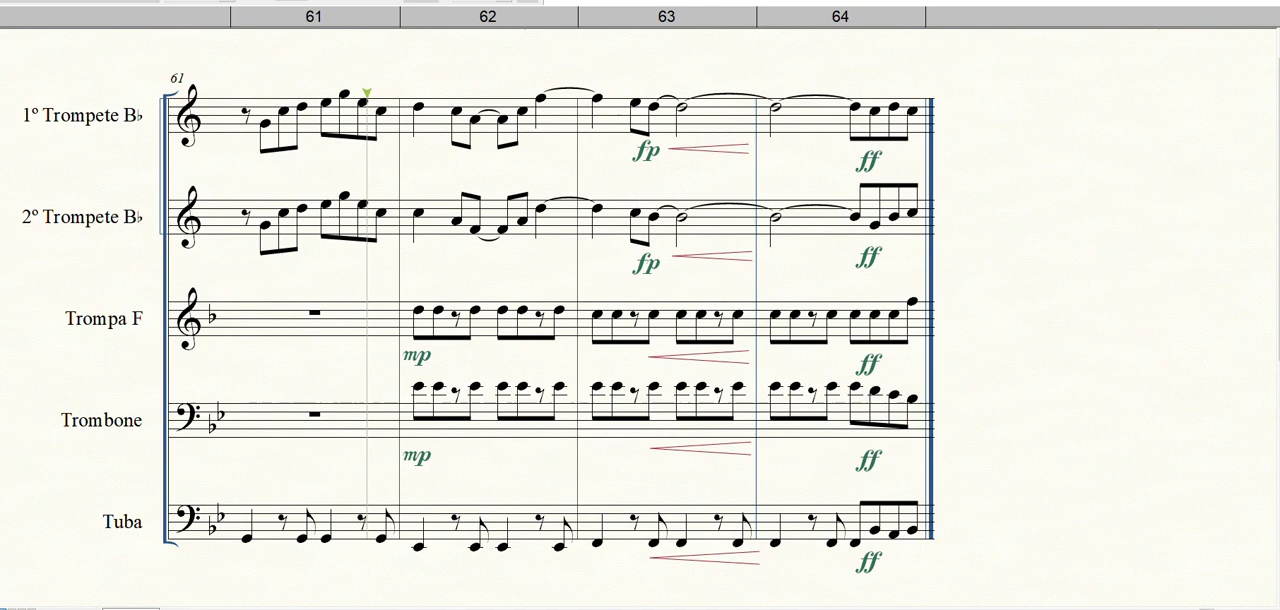 61 62 63 64
61
1º Trompete B♭
fp ff
2º Trompete B♭
fp ff
Trompa F
mp ff
Trombone
mp ff
Tuba
ff